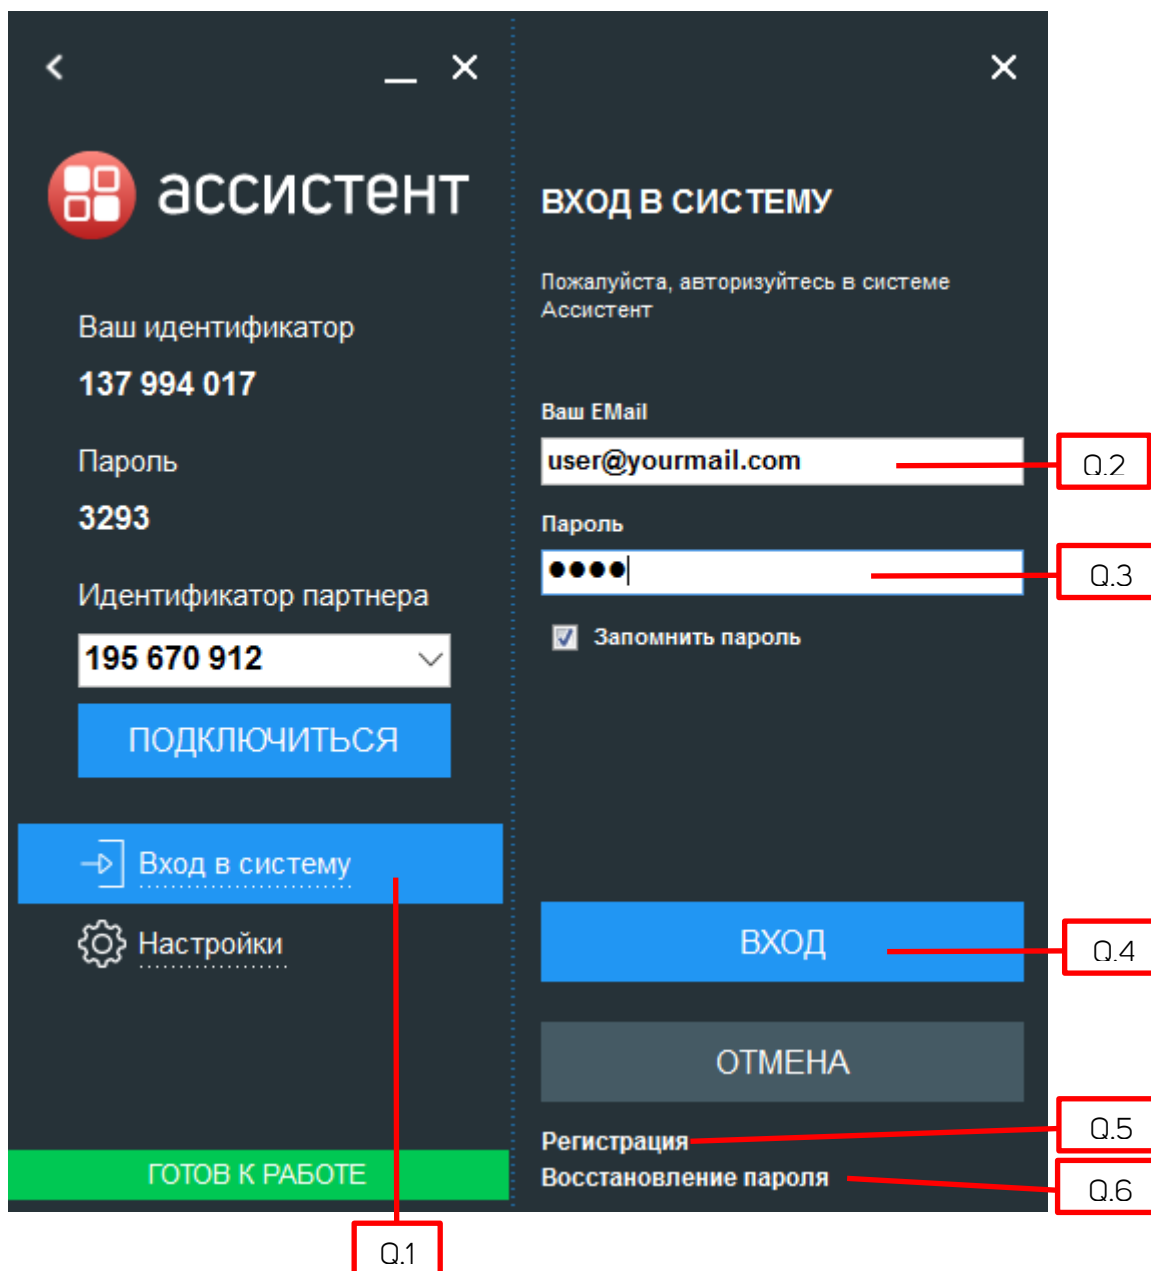 ассистент
Ваш идентификатор
137 994 017
Пароль
3293
Идентификатор партнера
195 670 912
ПОДКЛЮЧИТЬСЯ
Вход в систему
Настройки
ГОТОВ К РАБОТЕ
Q.1
ВХОД В СИСТЕМУ
Пожалуйста, авторизуйтесь в системе
Ассистент
Ваш EMail
user@yourmail.com
Q.2
Пароль
Q.3
Запомнить пароль
ВХОД
Q.4
ОТМЕНА
Регистрация
Q.5
Восстановление пароля
Q.6